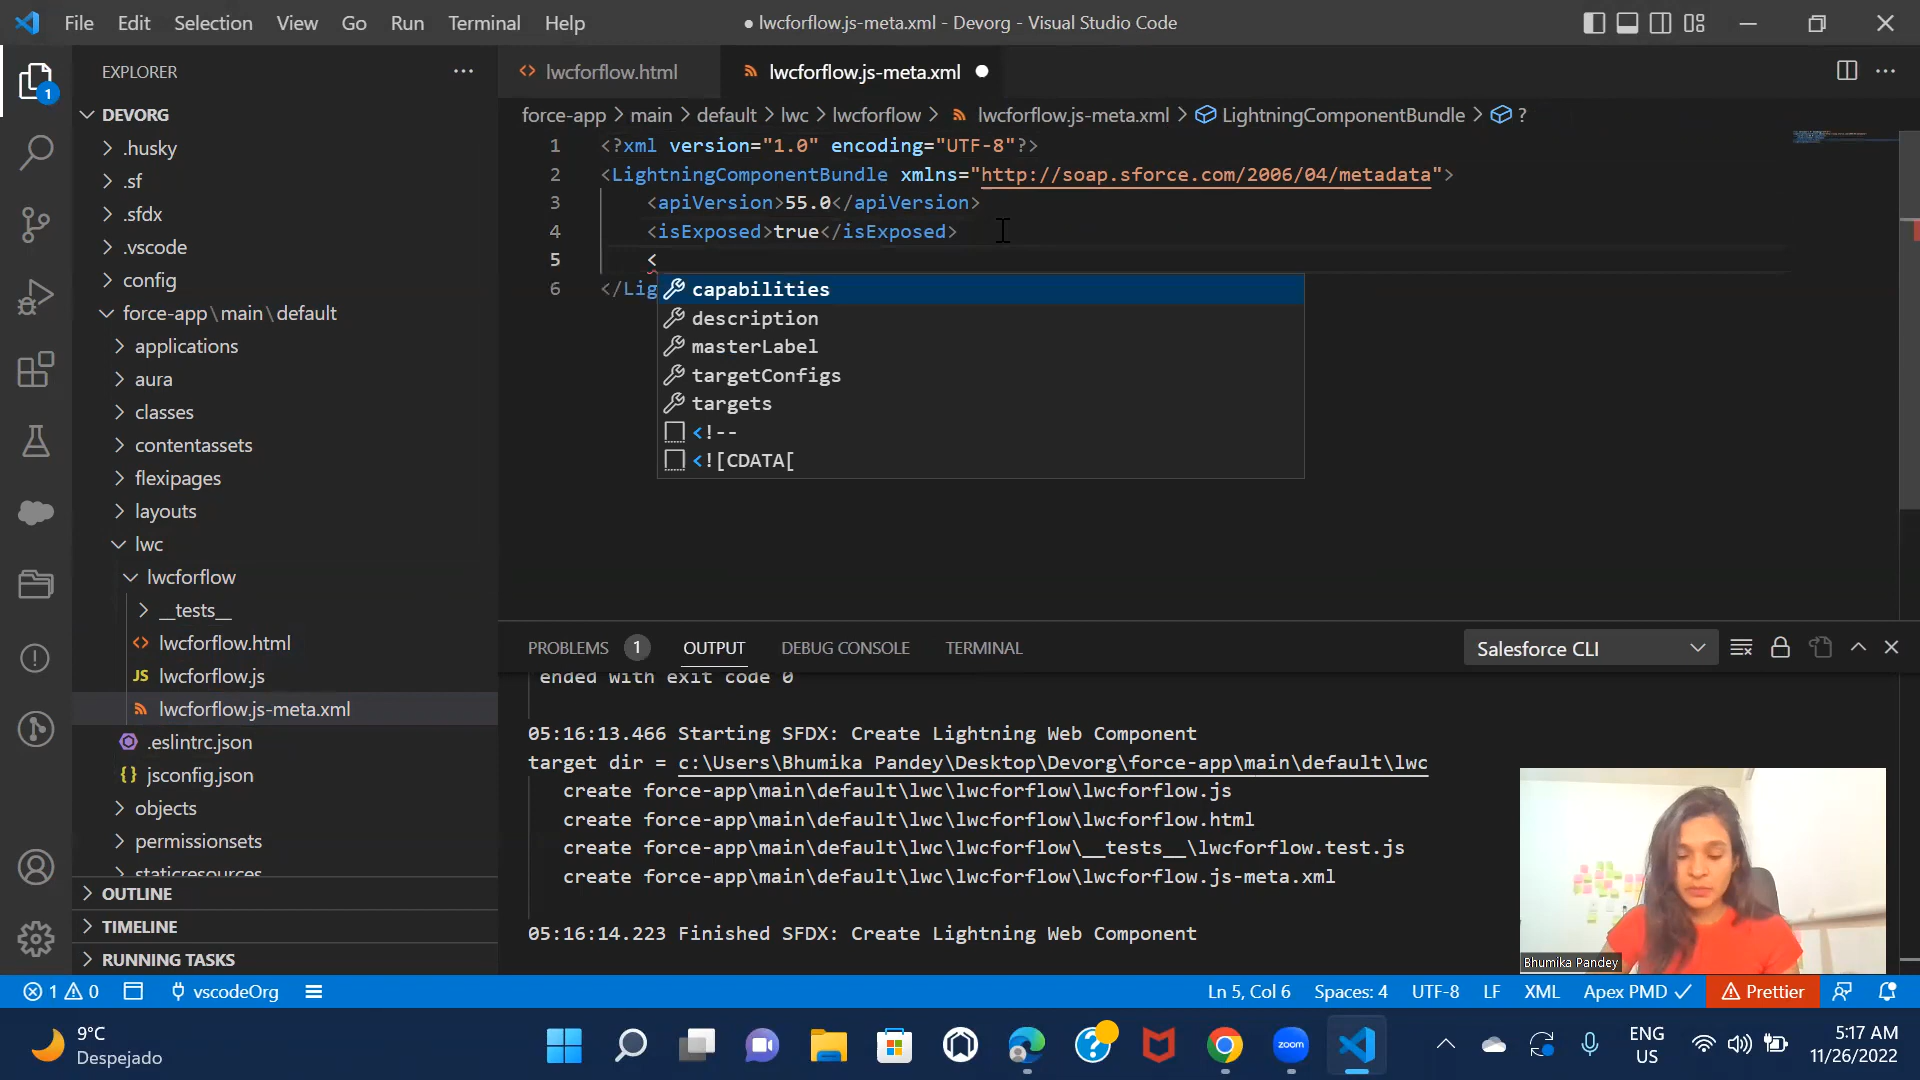 File Edit Selection View Go Run Terminal Help
● lwcforflow.js-meta.xml - Devorg - Visual Studio Code
EXPLORER
DEVORG
.husky
.sf
.sfdx
.vscode
config
force-app\main\default
applications
aura
classes
contentassets
flexipages
layouts
lwc
lwcforflow
__tests__
lwcforflow.html
lwcforflow.js
lwcforflow.js-meta.xml
.eslintrc.json
jsconfig.json
objects
permissionsets
staticresources
OUTLINE
TIMELINE
RUNNING TASKS
lwcforflow.html
lwcforflow.js-meta.xml
force-app > main > default > lwc > lwcforflow > lwcforflow.js-meta.xml > LightningComponentBundle > ?
1 <?xml version="1.0" encoding="UTF-8"?>
2 <LightningComponentBundle xmlns="http://soap.sforce.com/2006/04/metadata">
3 <apiVersion>55.0</apiVersion>
4 <isExposed>true</isExposed>
5 <
6 </Lig
capabilities
description
masterLabel
targetConfigs
targets
<!--
<![CDATA[
PROBLEMS 1 OUTPUT DEBUG CONSOLE TERMINAL
Salesforce CLI
ended with exit code 0
05:16:13.466 Starting SFDX: Create Lightning Web Component
target dir = c:\Users\Bhumika Pandey\Desktop\Devorg\force-app\main\default\lwc
create force-app\main\default\lwc\lwcforflow\lwcforflow.js
create force-app\main\default\lwc\lwcforflow\lwcforflow.html
create force-app\main\default\lwc\lwcforflow\__tests__\lwcforflow.test.js
create force-app\main\default\lwc\lwcforflow\lwcforflow.js-meta.xml
05:16:14.223 Finished SFDX: Create Lightning Web Component
Bhumika Pandey
1 0 vscodeOrg
Ln 5, Col 6 Spaces: 4 UTF-8 LF XML Apex PMD Prettier
9°C
Despejado
zoom
ENG
US
5:17 AM
11/26/2022